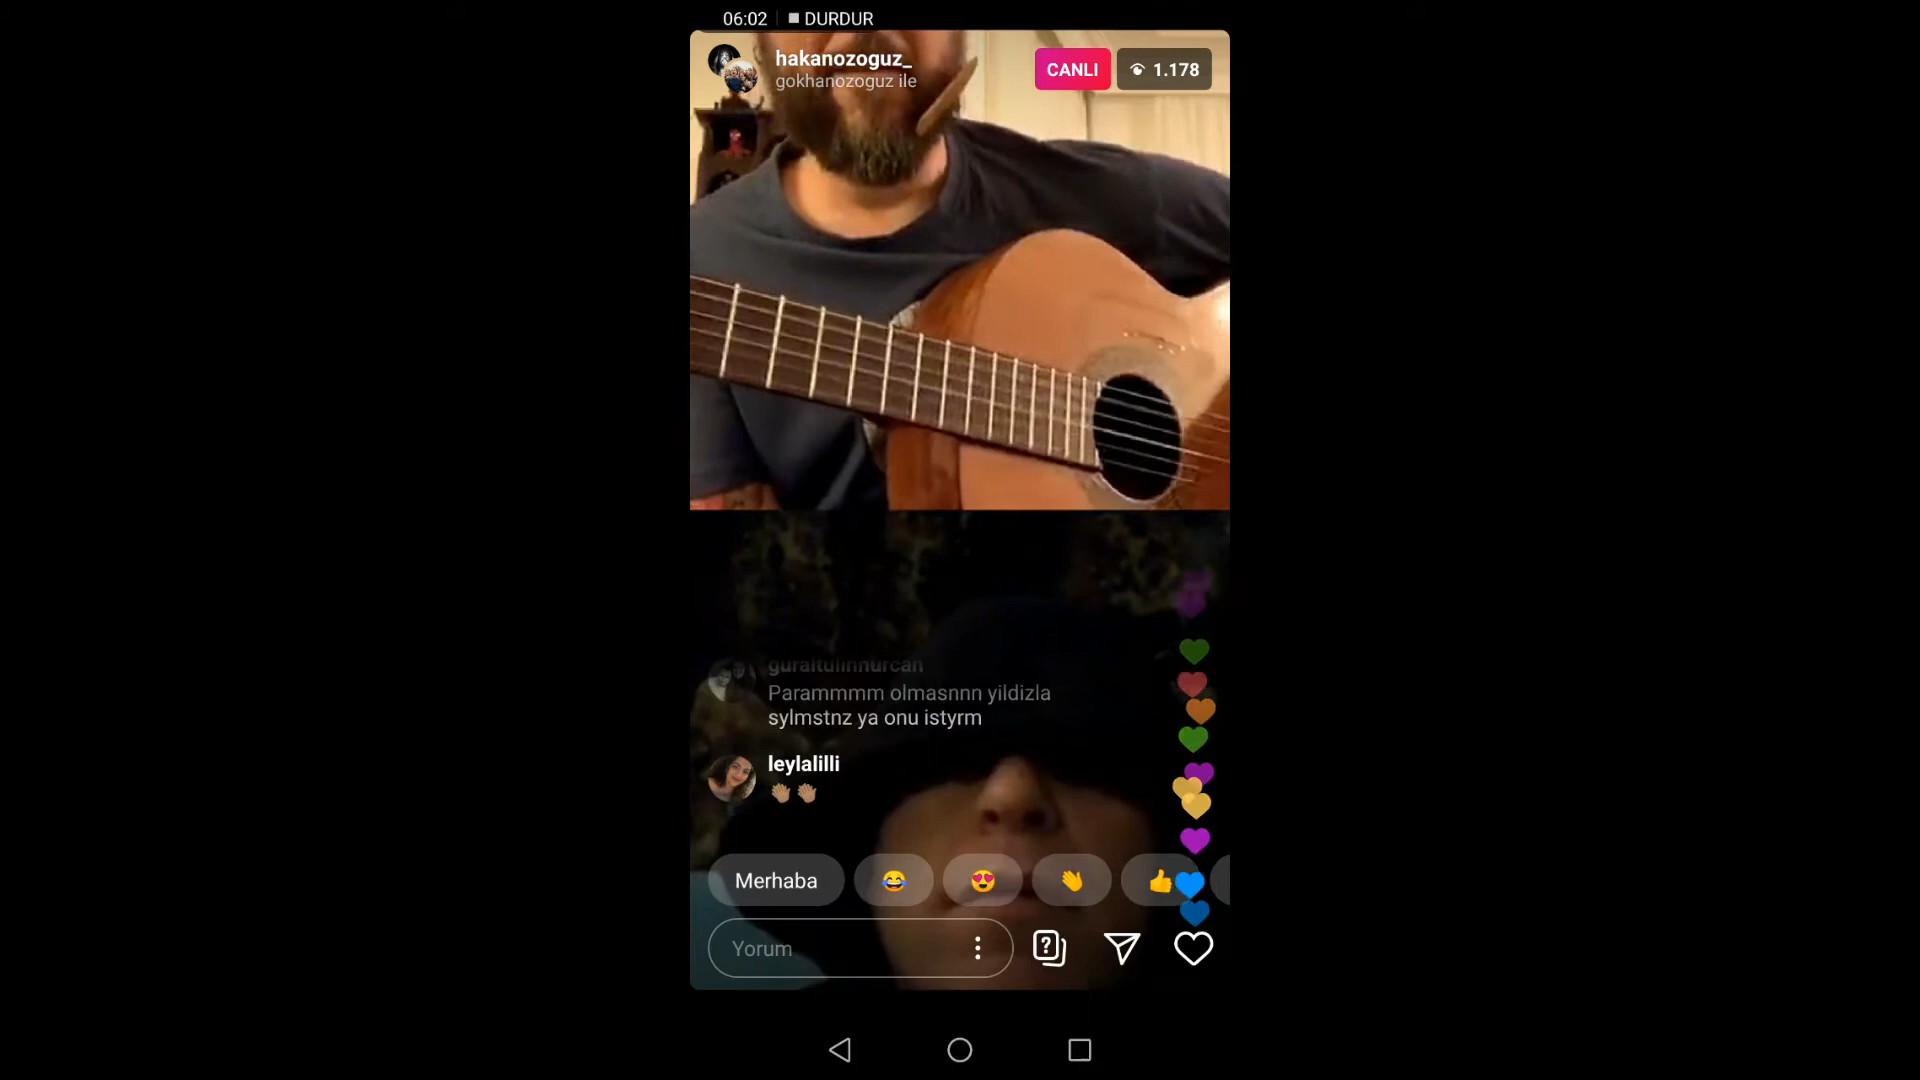 06:02 DURDUR
hakanozoguz_
gokhanozoguz ile
CANLI
1.178
guraltulinnurcan
Parammmm olmasnnn yildizla
sylmstnz ya onu istyrm
leylalilli
Merhaba
Yorum